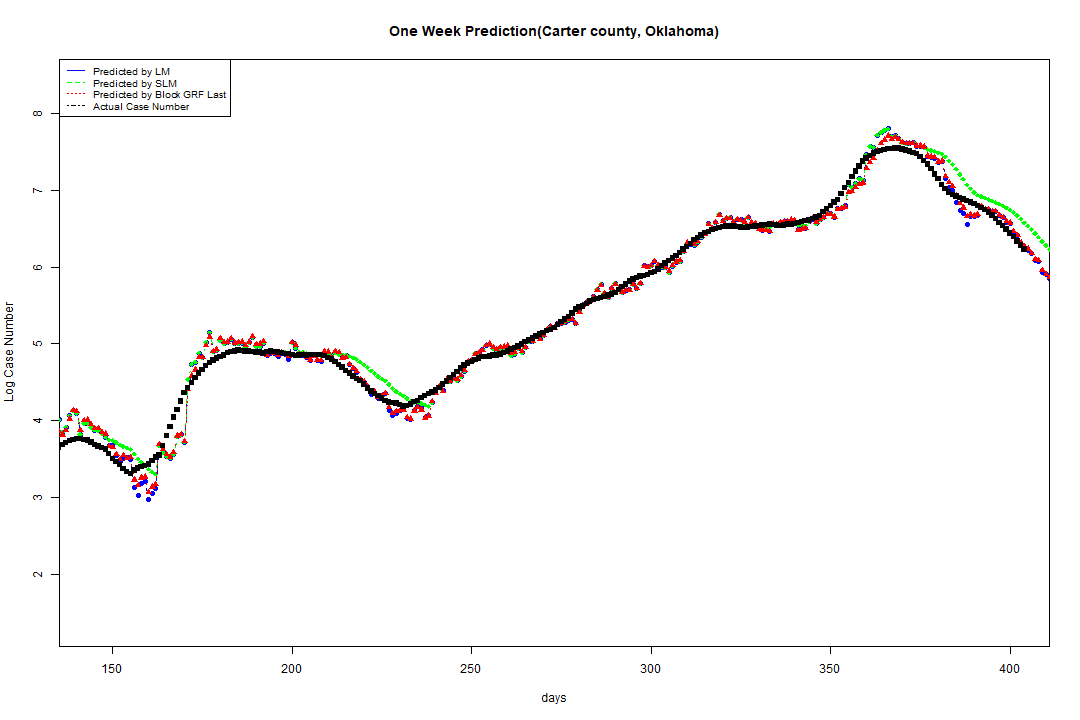 One Week Prediction(Carter county, Oklahoma)
Predicted by LM
Predicted by SLM
Predicted by Block GRF Last
Actual Case Number
8
7
6
5
4
3
2
Log Case Number
150 200 250 300 350 400
days